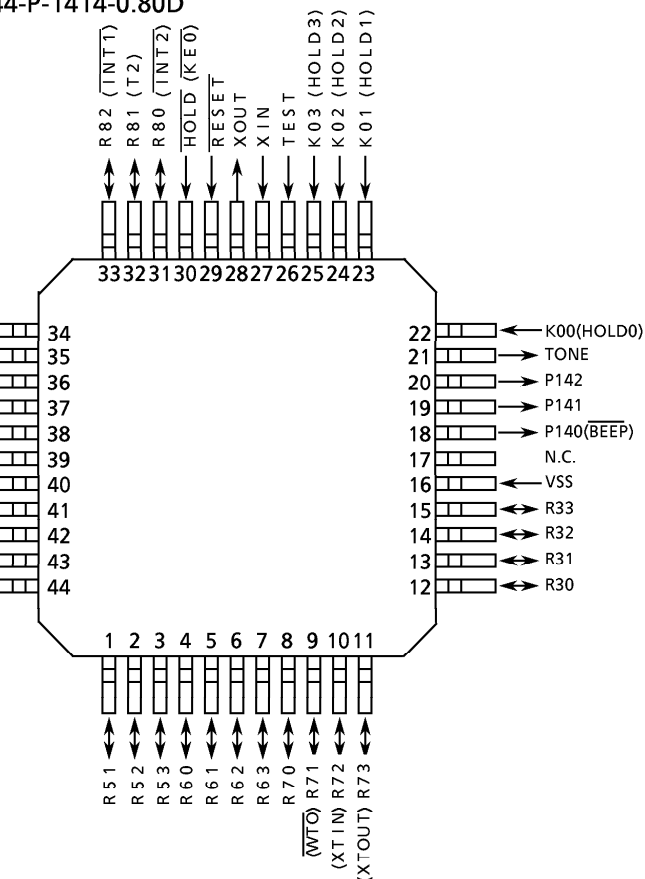 44-P-1414-0.80D
R82 (INT1)
R81 (T2)
R80 (INT2)
HOLD (KE0)
RESET
XOUT
XIN
TEST
K03 (HOLD3)
K02 (HOLD2)
K01 (HOLD1)
33 32 31 30 29 28 27 26 25 24 23
34
35
36
37
38
39
40
41
42
43
44
22 K00(HOLD0)
21 TONE
20 P142
19 P141
18 P140(BEEP)
17 N.C.
16 VSS
15 R33
14 R32
13 R31
12 R30
1 2 3 4 5 6 7 8 9 10 11
R51
R52
R53
R60
R61
R62
R63
R70
(WTO) R71
(XTIN) R72
(XTOUT) R73